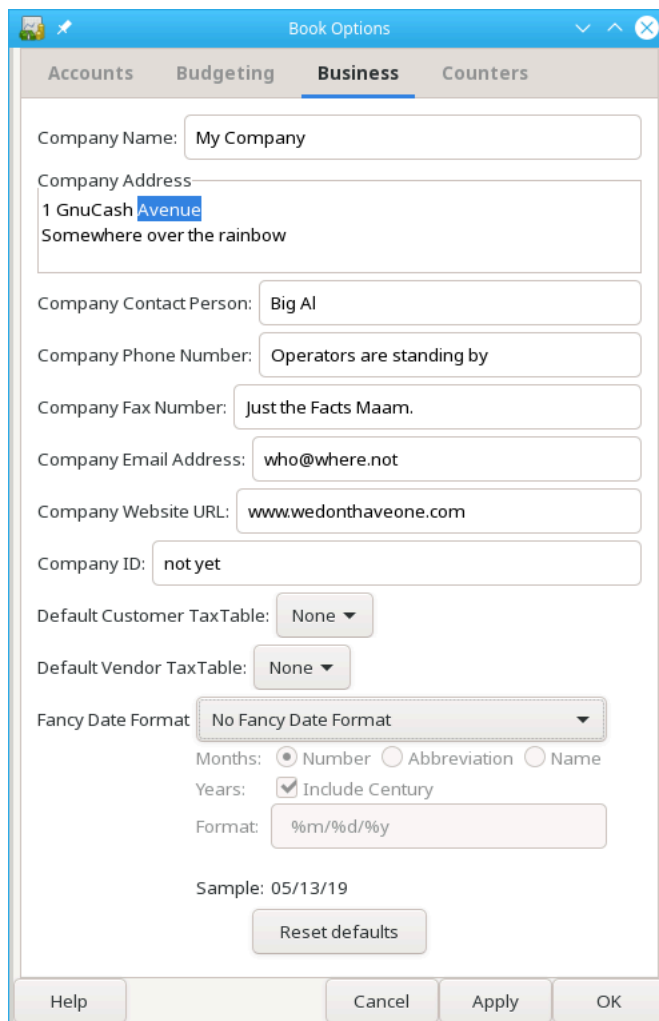 Book Options
Accounts Budgeting Business Counters
Company Name: My Company
Company Address
1 GnuCash Avenue
Somewhere over the rainbow
Company Contact Person: Big Al
Company Phone Number: Operators are standing by
Company Fax Number: Just the Facts Maam.
Company Email Address: who@where.not
Company Website URL: www.wedonthaveone.com
Company ID: not yet
Default Customer TaxTable: None
Default Vendor TaxTable: None
Fancy Date Format No Fancy Date Format
Months: Number Abbreviation Name
Years: Include Century
Format: %m/%d/%y
Sample: 05/13/19
Reset defaults
Help Cancel Apply OK